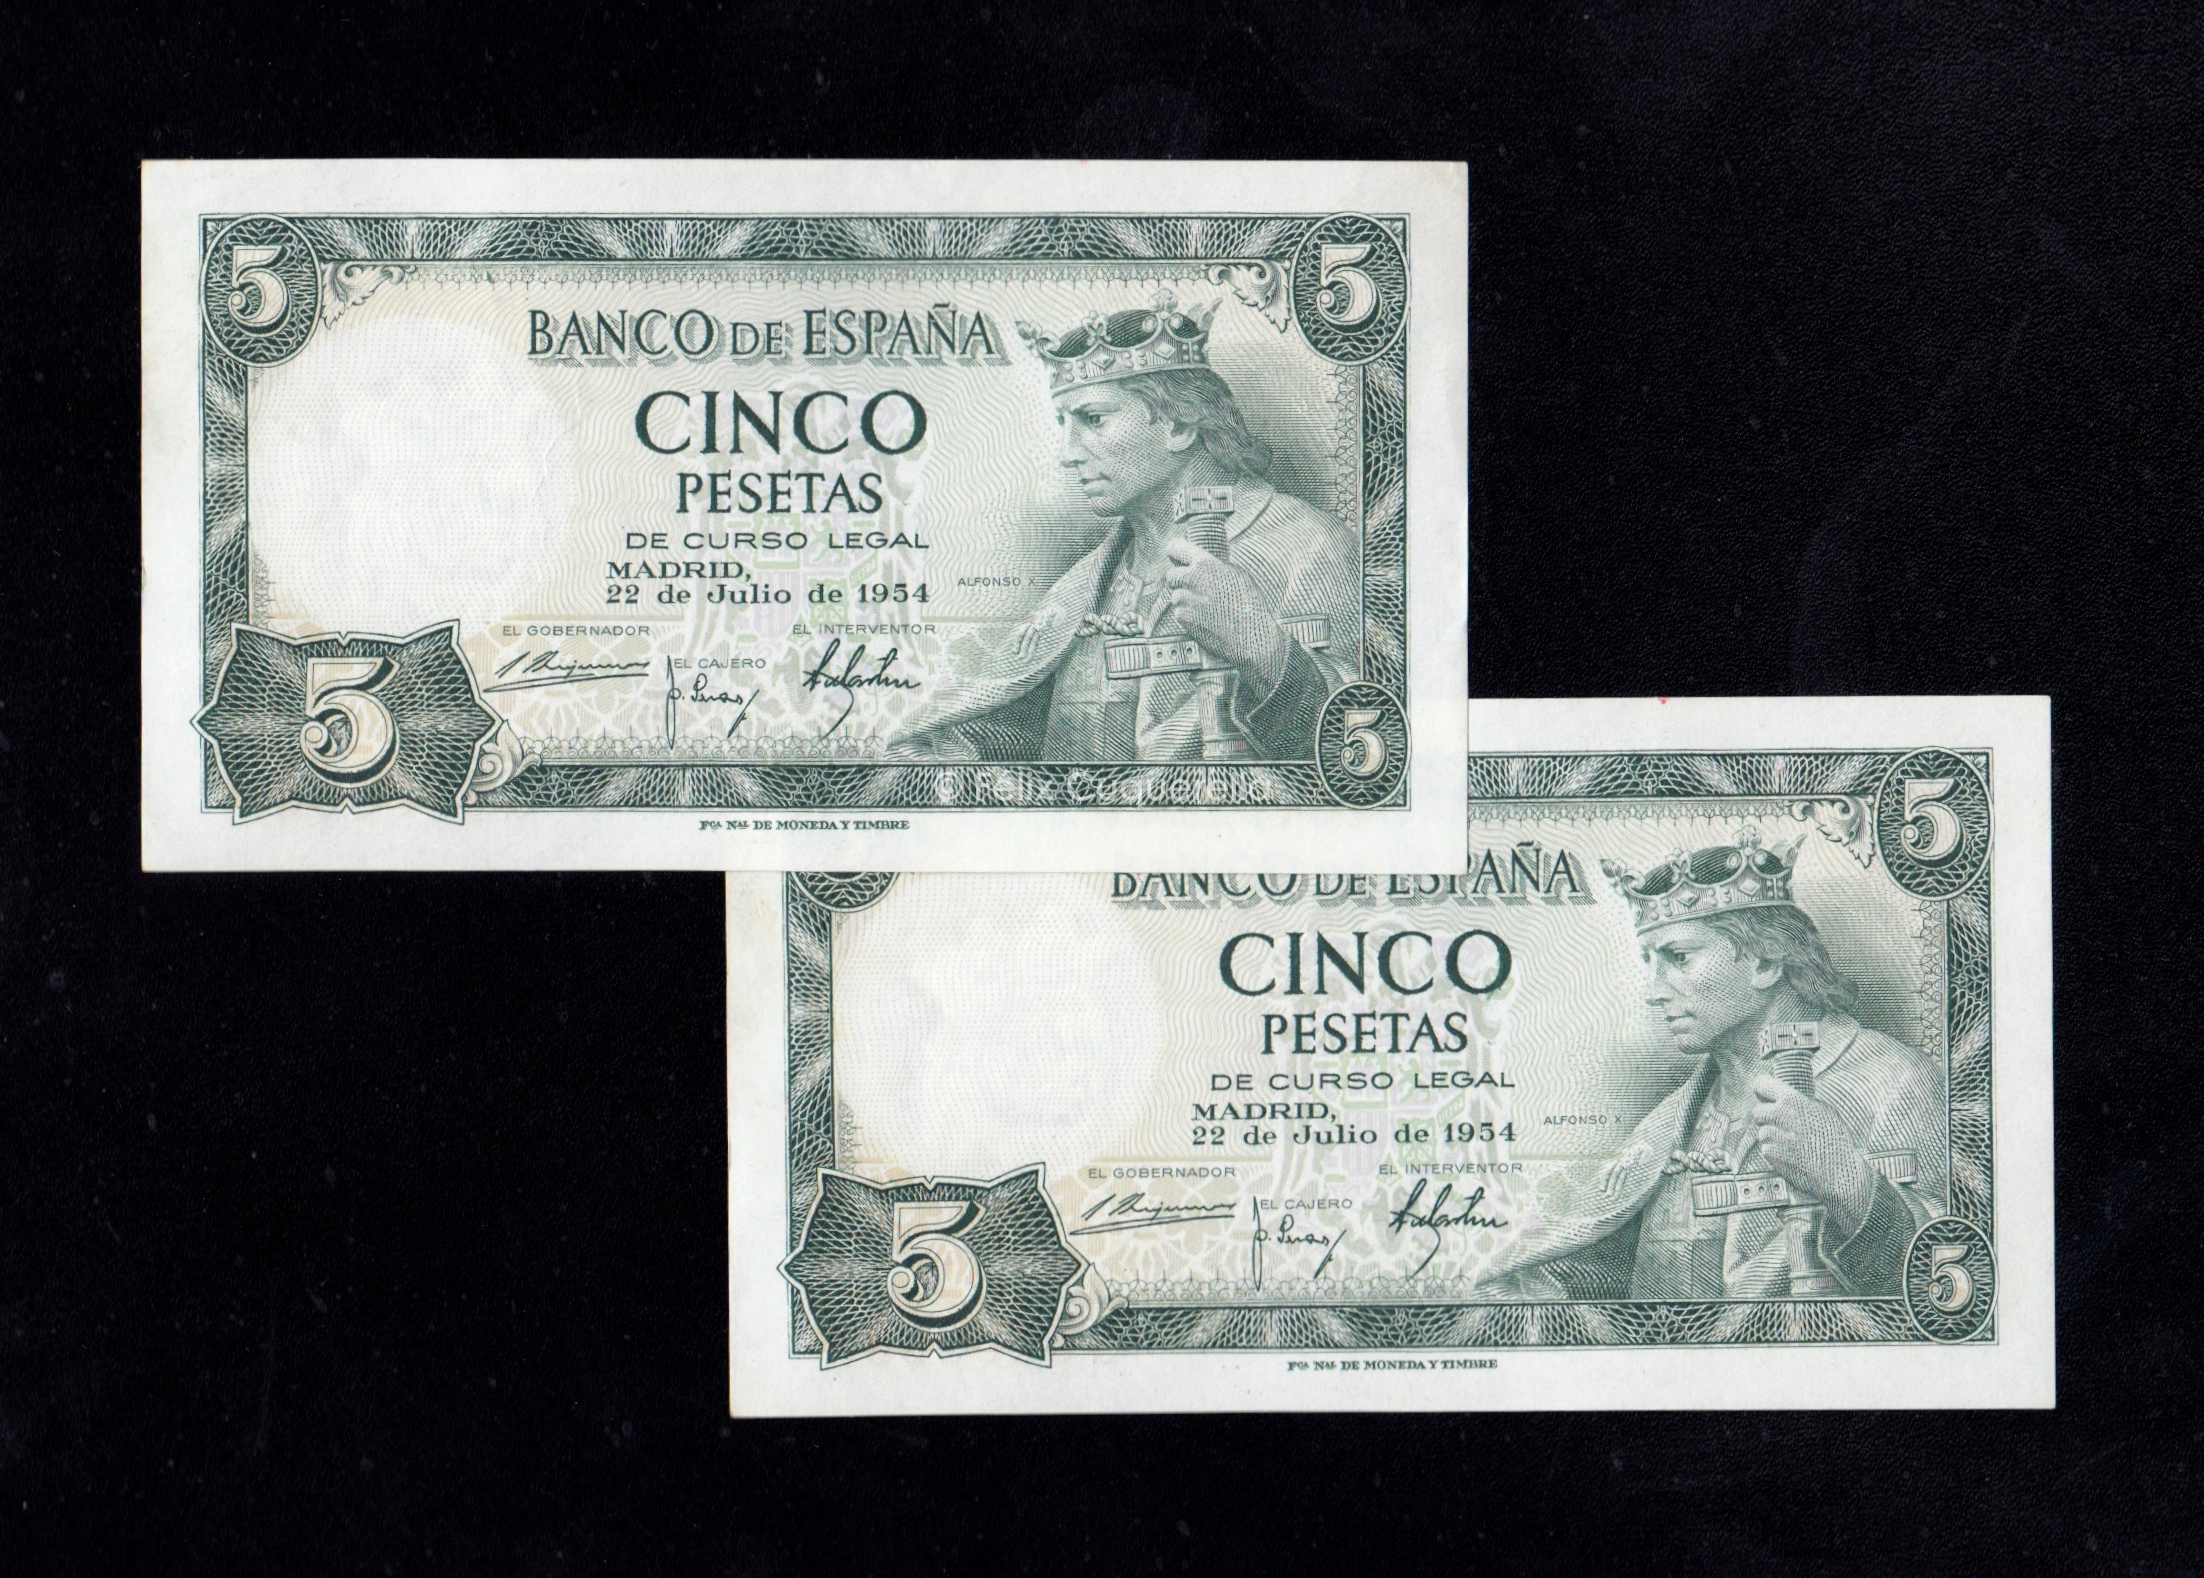 5
5
BANCO DE ESPAÑA
CINCO
PESETAS
DE CURSO LEGAL
MADRID,
22 de Julio de 1954
ALFONSO X
EL GOBERNADOR
EL INTERVENTOR
EL CAJERO
5
5
© Félix Cuquerella
Fca. Nal. DE MONEDA Y TIMBRE
5
BANCO DE ESPAÑA
CINCO
PESETAS
DE CURSO LEGAL
MADRID,
22 de Julio de 1954
ALFONSO X
EL GOBERNADOR
EL INTERVENTOR
EL CAJERO
5
5
Fca. Nal. DE MONEDA Y TIMBRE